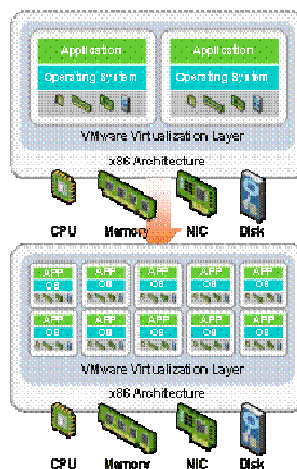 Application Application
Operating System Operating System
VMware Virtualization Layer
x86 Architecture
CPU Memory NIC Disk
APP APP APP APP APP
OS OS OS OS OS
APP APP APP APP APP
OS OS OS OS OS
VMware Virtualization Layer
x86 Architecture
CPU Memory NIC Disk